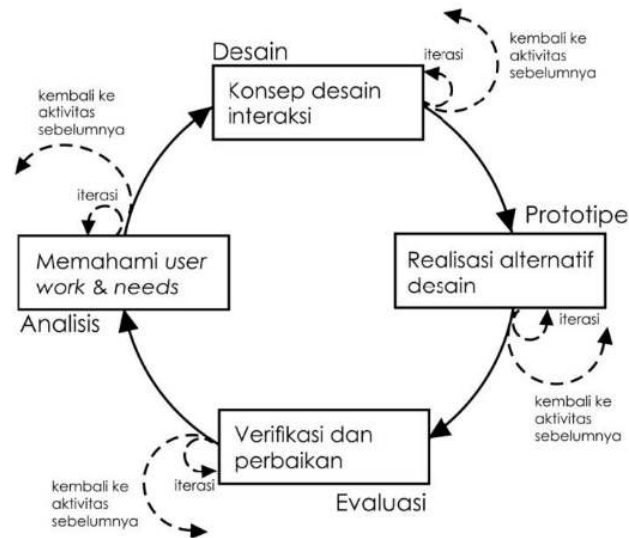 Desain
Konsep desain
interaksi
iterasi
kembali ke
aktivitas
sebelumnya
Prototipe
Realisasi alternatif
desain
iterasi
kembali ke
aktivitas
sebelumnya
Verifikasi dan
perbaikan
Evaluasi
iterasi
kembali ke
aktivitas
sebelumnya
Memahami user
work & needs
Analisis
iterasi
kembali ke
aktivitas
sebelumnya